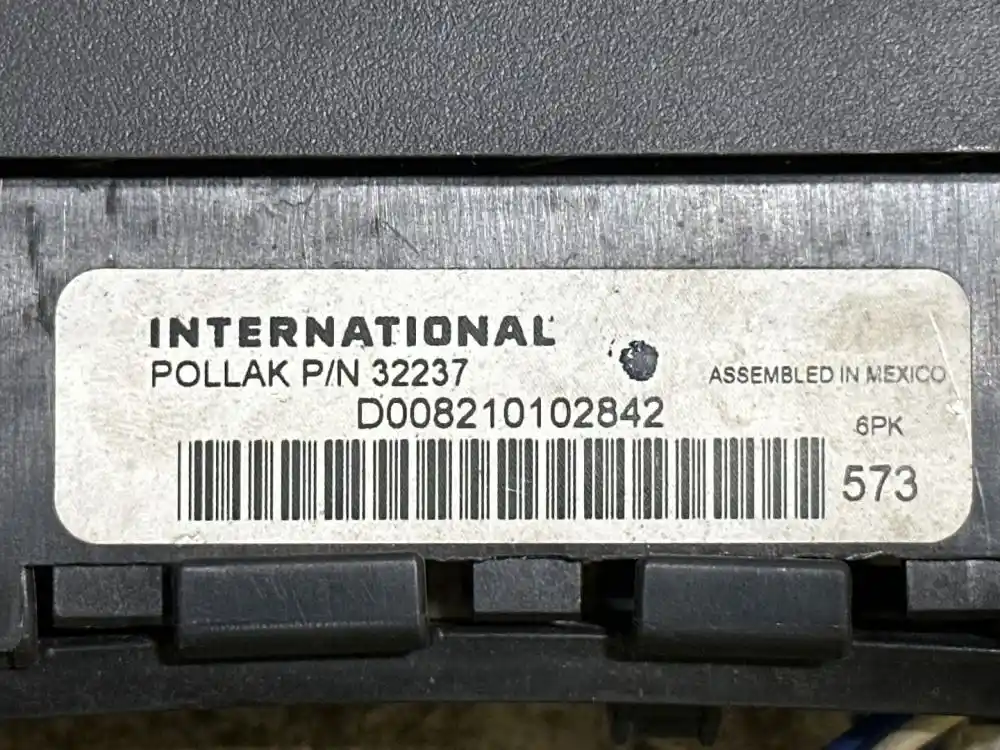 INTERNATIONAL
POLLAK P/N 32237
ASSEMBLED IN MEXICO
D008210102842
6PK
573